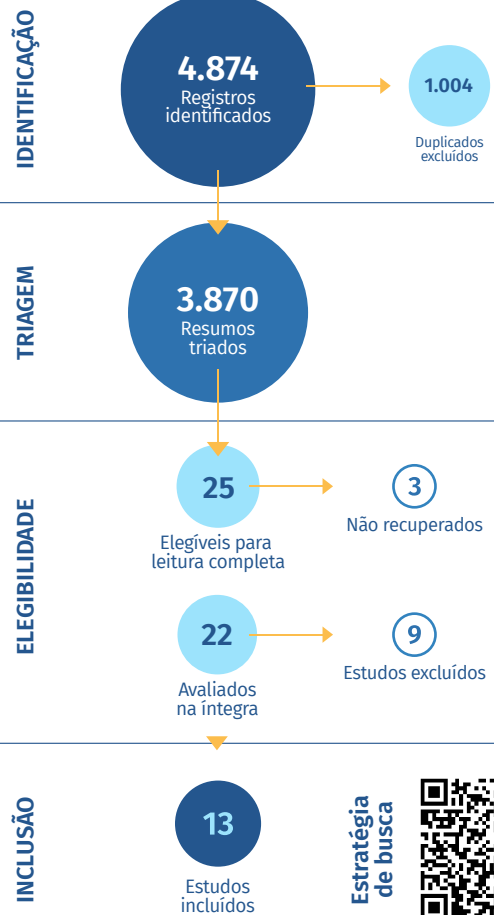 IDENTIFICAÇÃO
4.874
Registros
identificados
1.004
Duplicados
excluídos
TRIAGEM
3.870
Resumos
triados
ELEGIBILIDADE
25
Elegíveis para
leitura completa
3
Não recuperados
22
Avaliados
na íntegra
9
Estudos excluídos
INCLUSÃO
13
Estudos
incluídos
Estratégia
de busca